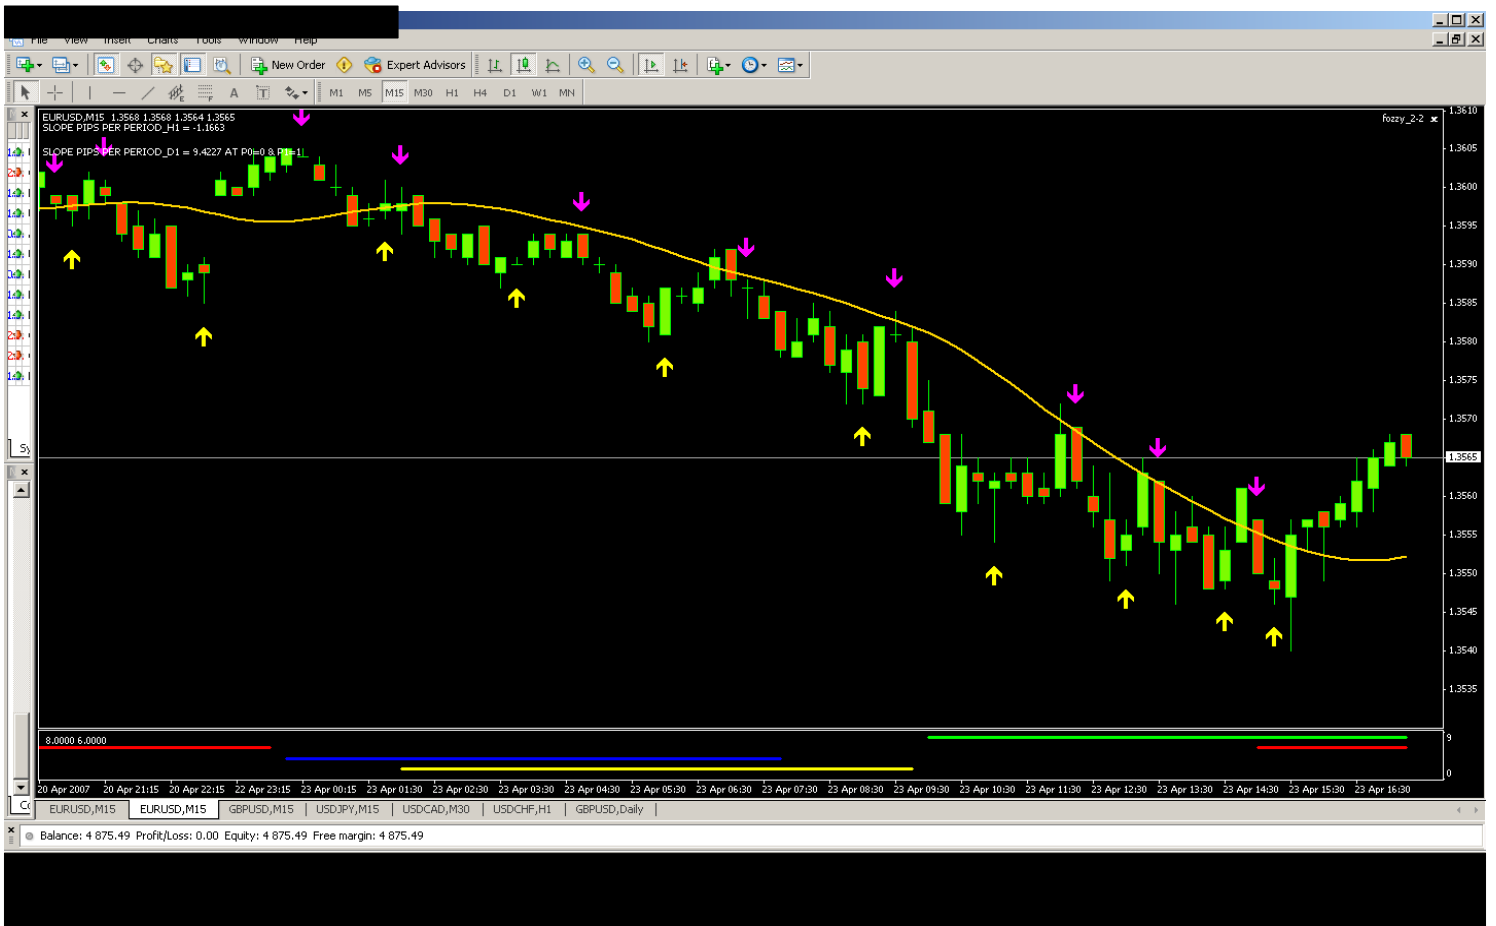 File View Insert Charts Tools Window Help
New Order Expert Advisors
A T M1 M5 M15 M30 H1 H4 D1 W1 MN
EURUSD,M15 1.3568 1.3568 1.3564 1.3565
SLOPE PIPS PER PERIOD_H1 = -1.1663
SLOPE PIPS PER PERIOD_D1 = 9.4227 AT P0=0 & P1=1
fozzy_2-2
1.3610
1.3605
1.3600
1.3595
1.3590
1.3585
1.3580
1.3575
1.3570
1.3565
1.3560
1.3555
1.3550
1.3545
1.3540
1.3535
8.0000 6.0000
9
0
20 Apr 2007 20 Apr 21:15 20 Apr 22:15 22 Apr 23:15 23 Apr 00:15 23 Apr 01:30 23 Apr 02:30 23 Apr 03:30 23 Apr 04:30 23 Apr 05:30 23 Apr 06:30 23 Apr 07:30 23 Apr 08:30 23 Apr 09:30 23 Apr 10:30 23 Apr 11:30 23 Apr 12:30 23 Apr 13:30 23 Apr 14:30 23 Apr 15:30 23 Apr 16:30
EURUSD,M15 EURUSD,M15 GBPUSD,M15 USDJPY,M15 USDCAD,M30 USDCHF,H1 GBPUSD,Daily
Balance: 4 875.49 Profit/Loss: 0.00 Equity: 4 875.49 Free margin: 4 875.49